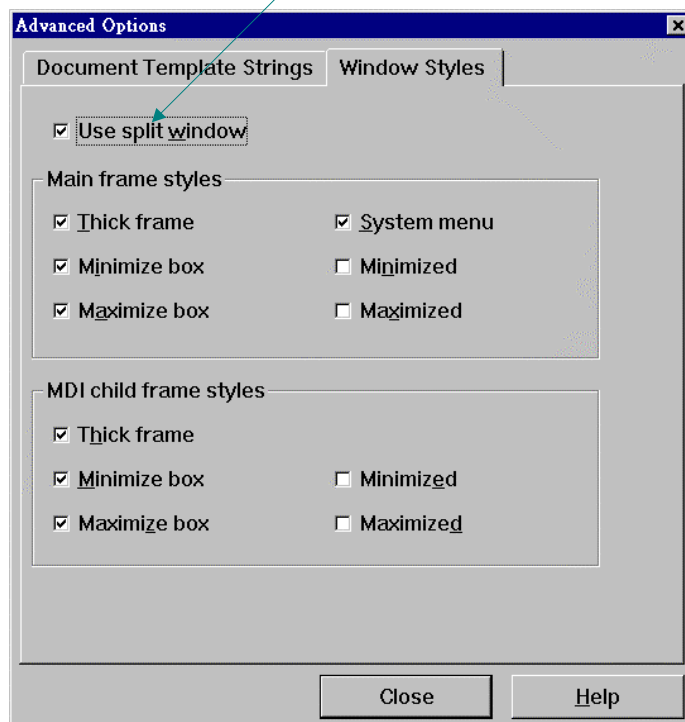 Advanced Options
Document Template Strings
Window Styles
Use split window
Main frame styles
Thick frame
System menu
Minimize box
Minimized
Maximize box
Maximized
MDI child frame styles
Thick frame
Minimize box
Minimized
Maximize box
Maximized
Close
Help